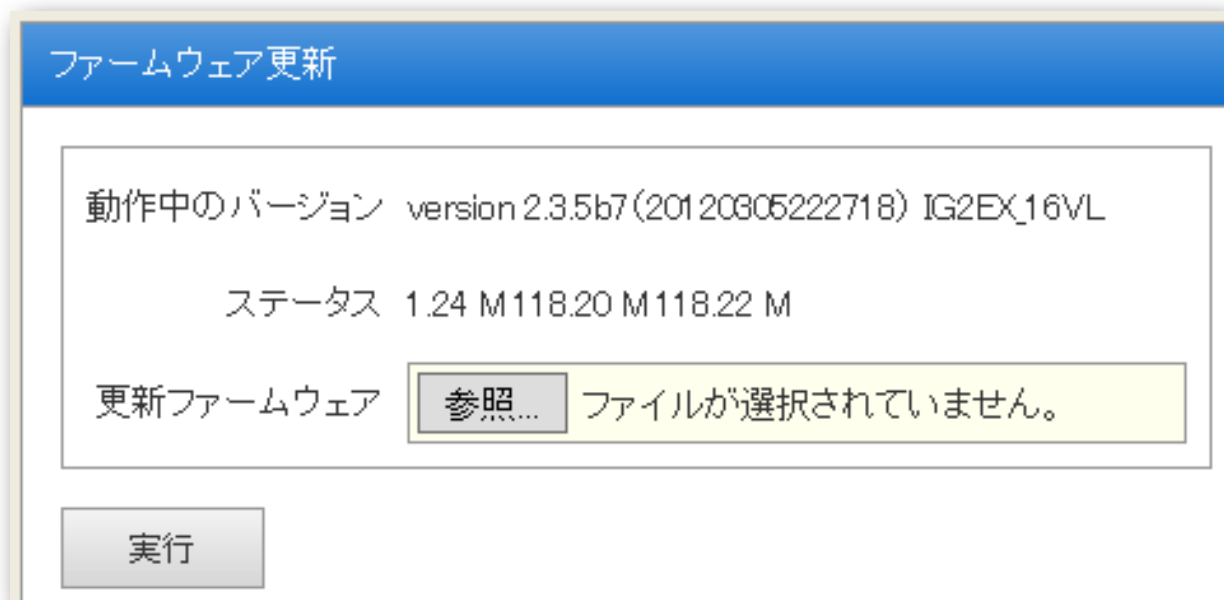 ファームウェア更新
動作中のバージョン version 2.3.5b7(20120305222718) IG2EX_16VL
ステータス 1.24 M118.20 M118.22 M
更新ファームウェア 参照... ファイルが選択されていません。
実行